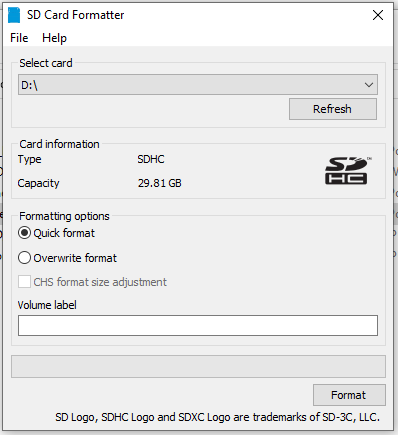 SD Card Formatter
File Help
Select card
D:\
Refresh
Card information
Type SDHC
Capacity 29.81 GB
SD
HC
Formatting options
Quick format
Overwrite format
CHS format size adjustment
Volume label
Format
SD Logo, SDHC Logo and SDXC Logo are trademarks of SD-3C, LLC.